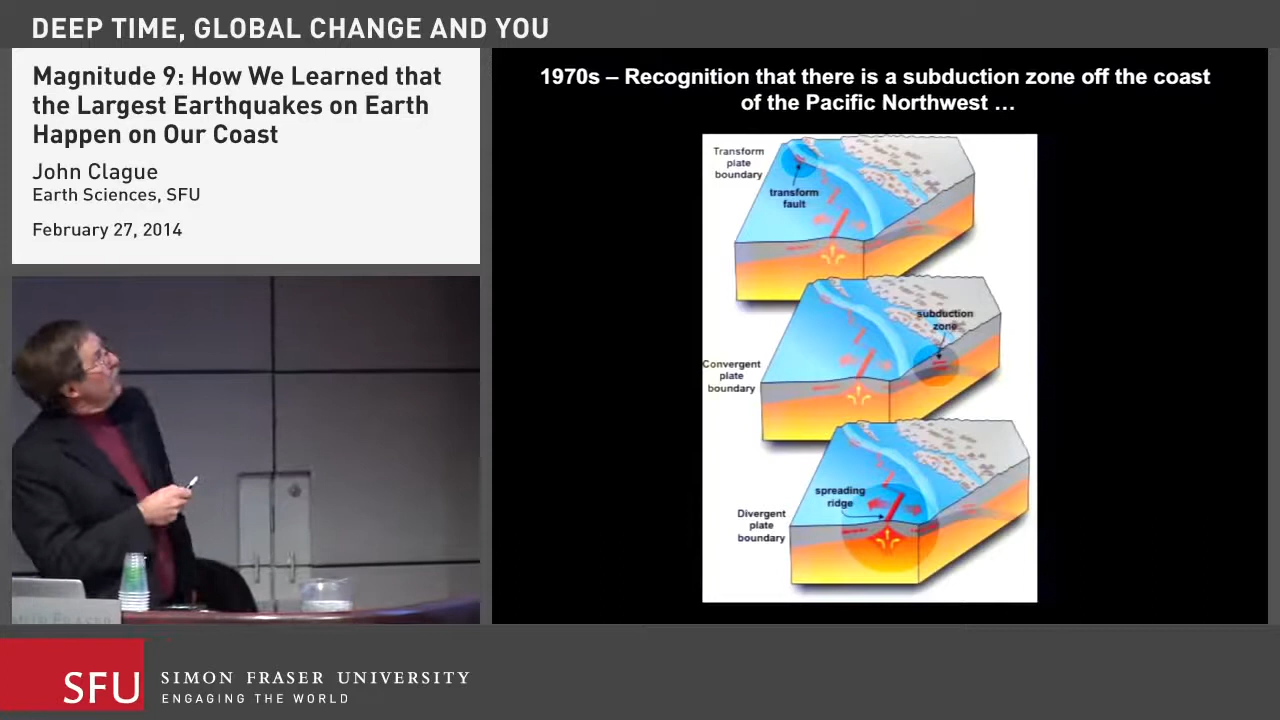 DEEP TIME, GLOBAL CHANGE AND YOU
Magnitude 9: How We Learned that
the Largest Earthquakes on Earth
Happen on Our Coast
John Clague
Earth Sciences, SFU
February 27, 2014
1970s – Recognition that there is a subduction zone off the coast
of the Pacific Northwest ...
Transform
plate
boundary
transform
fault
subduction
zone
Convergent
plate
boundary
spreading
ridge
Divergent
plate
boundary
SFU
SIMON FRASER UNIVERSITY
ENGAGING THE WORLD